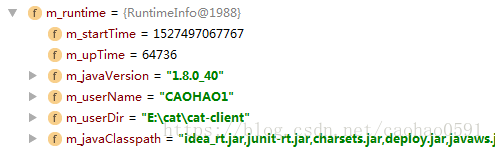 m_runtime = {RuntimeInfo@1988}
m_startTime = 1527497067767
m_upTime = 64736
m_javaVersion = "1.8.0_40"
m_userName = "CAOHAO1"
m_userDir = "E:\cat\cat-client"
https://blog.csdn.net/caohao0591
m_javaClasspath = "idea_rt.jar,junit-rt.jar,charsets.jar,deploy.jar,javaws.j